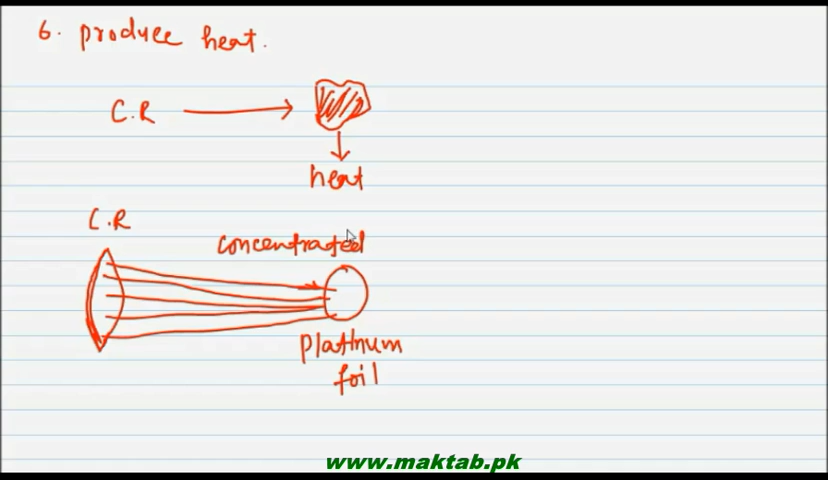 6. produce heat.
C.R
heat
C.R
concentrated
platinum
foil
www.maktab.pk